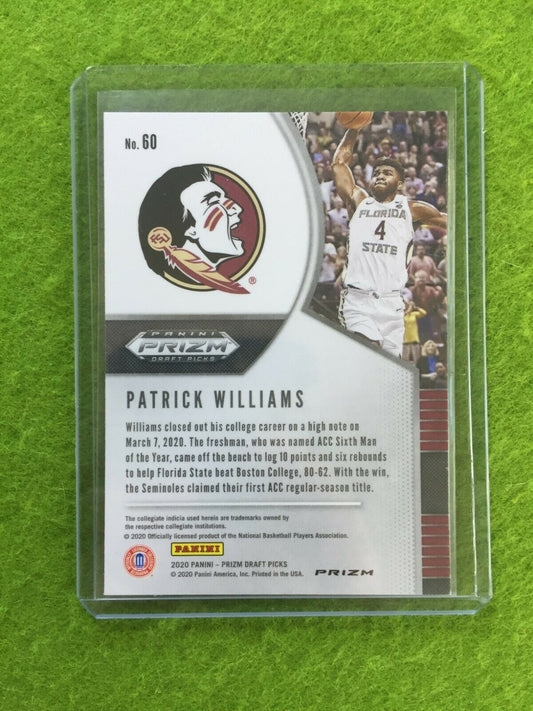 No. 60
FSU
®
FLORIDA
4
STATE
PANINI
PRIZM
DRAFT PICKS
PATRICK WILLIAMS
Williams closed out his college career on a high note on
March 7, 2020. The freshman, who was named ACC Sixth Man
of the Year, came off the bench to log 10 points and six rebounds
to help Florida State beat Boston College, 80-62. With the win,
the Seminoles claimed their first ACC regular-season title.
The collegiate indicia used herein are trademarks owned by
the respective collegiate institutions.
© 2020 Officially licensed product of the National Basketball Players Association.
PANINI
2020 PANINI – PRIZM DRAFT PICKS
© 2020 Panini America, Inc. Printed in the USA.
PRIZM